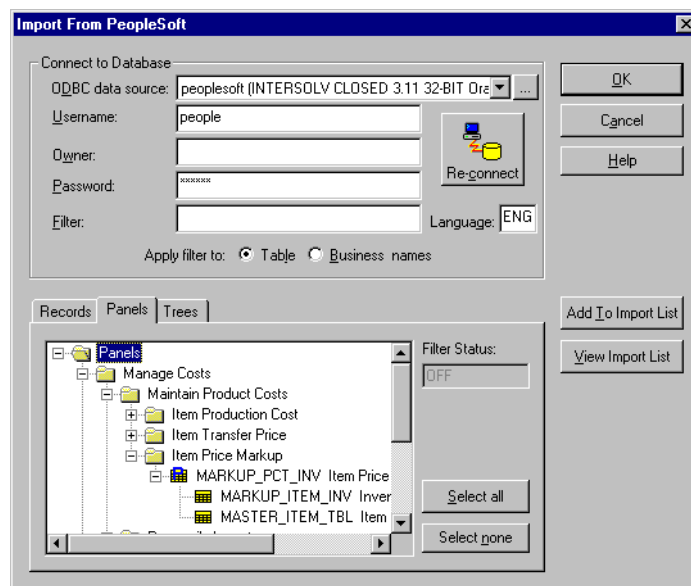 Import From PeopleSoft
Connect to Database
ODBC data source: peoplesoft (INTERSOLV CLOSED 3.11 32-BIT Ora ...
Username: people
Owner:
Password: xxxxxx
Re-connect
Filter:
Language: ENG
Apply filter to: Table Business names
OK
Cancel
Help
Records Panels Trees
Panels
Manage Costs
Maintain Product Costs
Item Production Cost
Item Transfer Price
Item Price Markup
MARKUP_PCT_INV Item Price
MARKUP_ITEM_INV Inver
MASTER_ITEM_TBL Item
Filter Status:
OFF
Select all
Select none
Add To Import List
View Import List